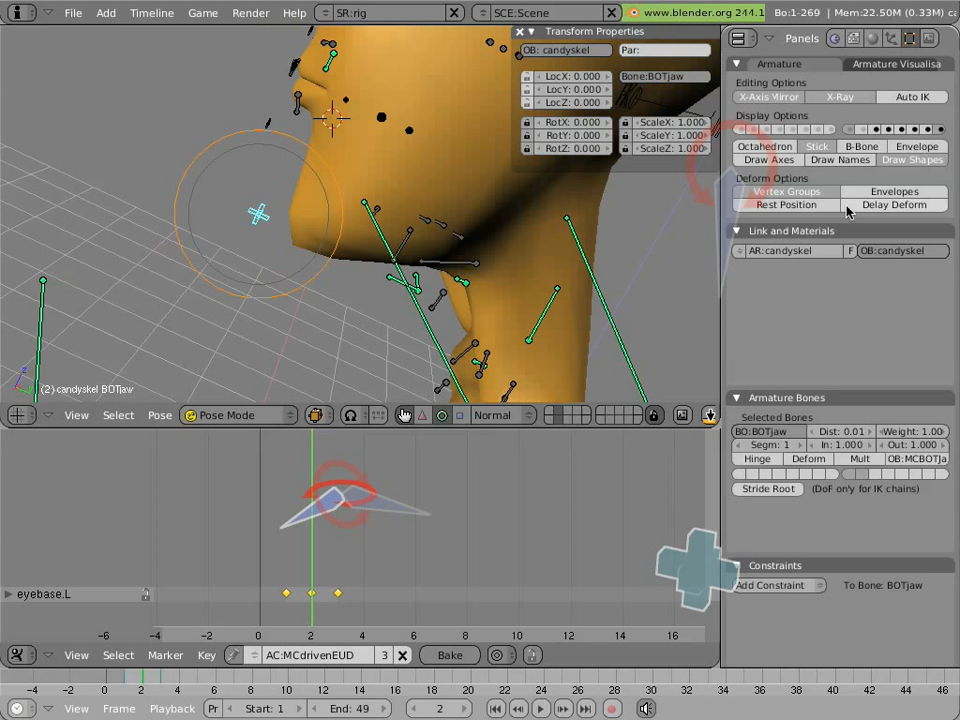 File Add Timeline Game Render Help SR:rig SCE:Scene www.blender.org 244.1 Bo:1-269 | Mem:22.50M (0.33M) ca
Transform Properties
OB: candyskel Par:
LocX: 0.000 Bone:BOTjaw
LocY: 0.000
LocZ: 0.000
RotX: 0.000 ScaleX: 1.000
RotY: 0.000 ScaleY: 1.000
RotZ: 0.000 ScaleZ: 1.000
(2) candyskel BOTjaw
View Select Pose Pose Mode Normal
eyebase.L
-6 -4 -2 0 2 4 6 8 10 12 14 16
View Select Marker Key AC:MCdrivenEUD 3 Bake
Panels
Armature Armature Visualisa
Editing Options
X-Axis Mirror X-Ray Auto IK
Display Options
Octahedron Stick B-Bone Envelope
Draw Axes Draw Names Draw Shapes
Deform Options
Vertex Groups Envelopes
Rest Position Delay Deform
Link and Materials
AR:candyskel F OB:candyskel
Armature Bones
Selected Bones
BO:BOTjaw Dist: 0.01 Weight: 1.00
Segm: 1 In: 1.000 Out: 1.000
Hinge Deform Mult OB:MCBOTJa
Stride Root (DoF only for IK chains)
Constraints
Add Constraint To Bone: BOTjaw
-4 -2 0 2 4 6 8 10 12 14 16 18 20 22 24 26 28 30 32 34 36 38 40 42 44 46
View Frame Playback Pr Start: 1 End: 49 2